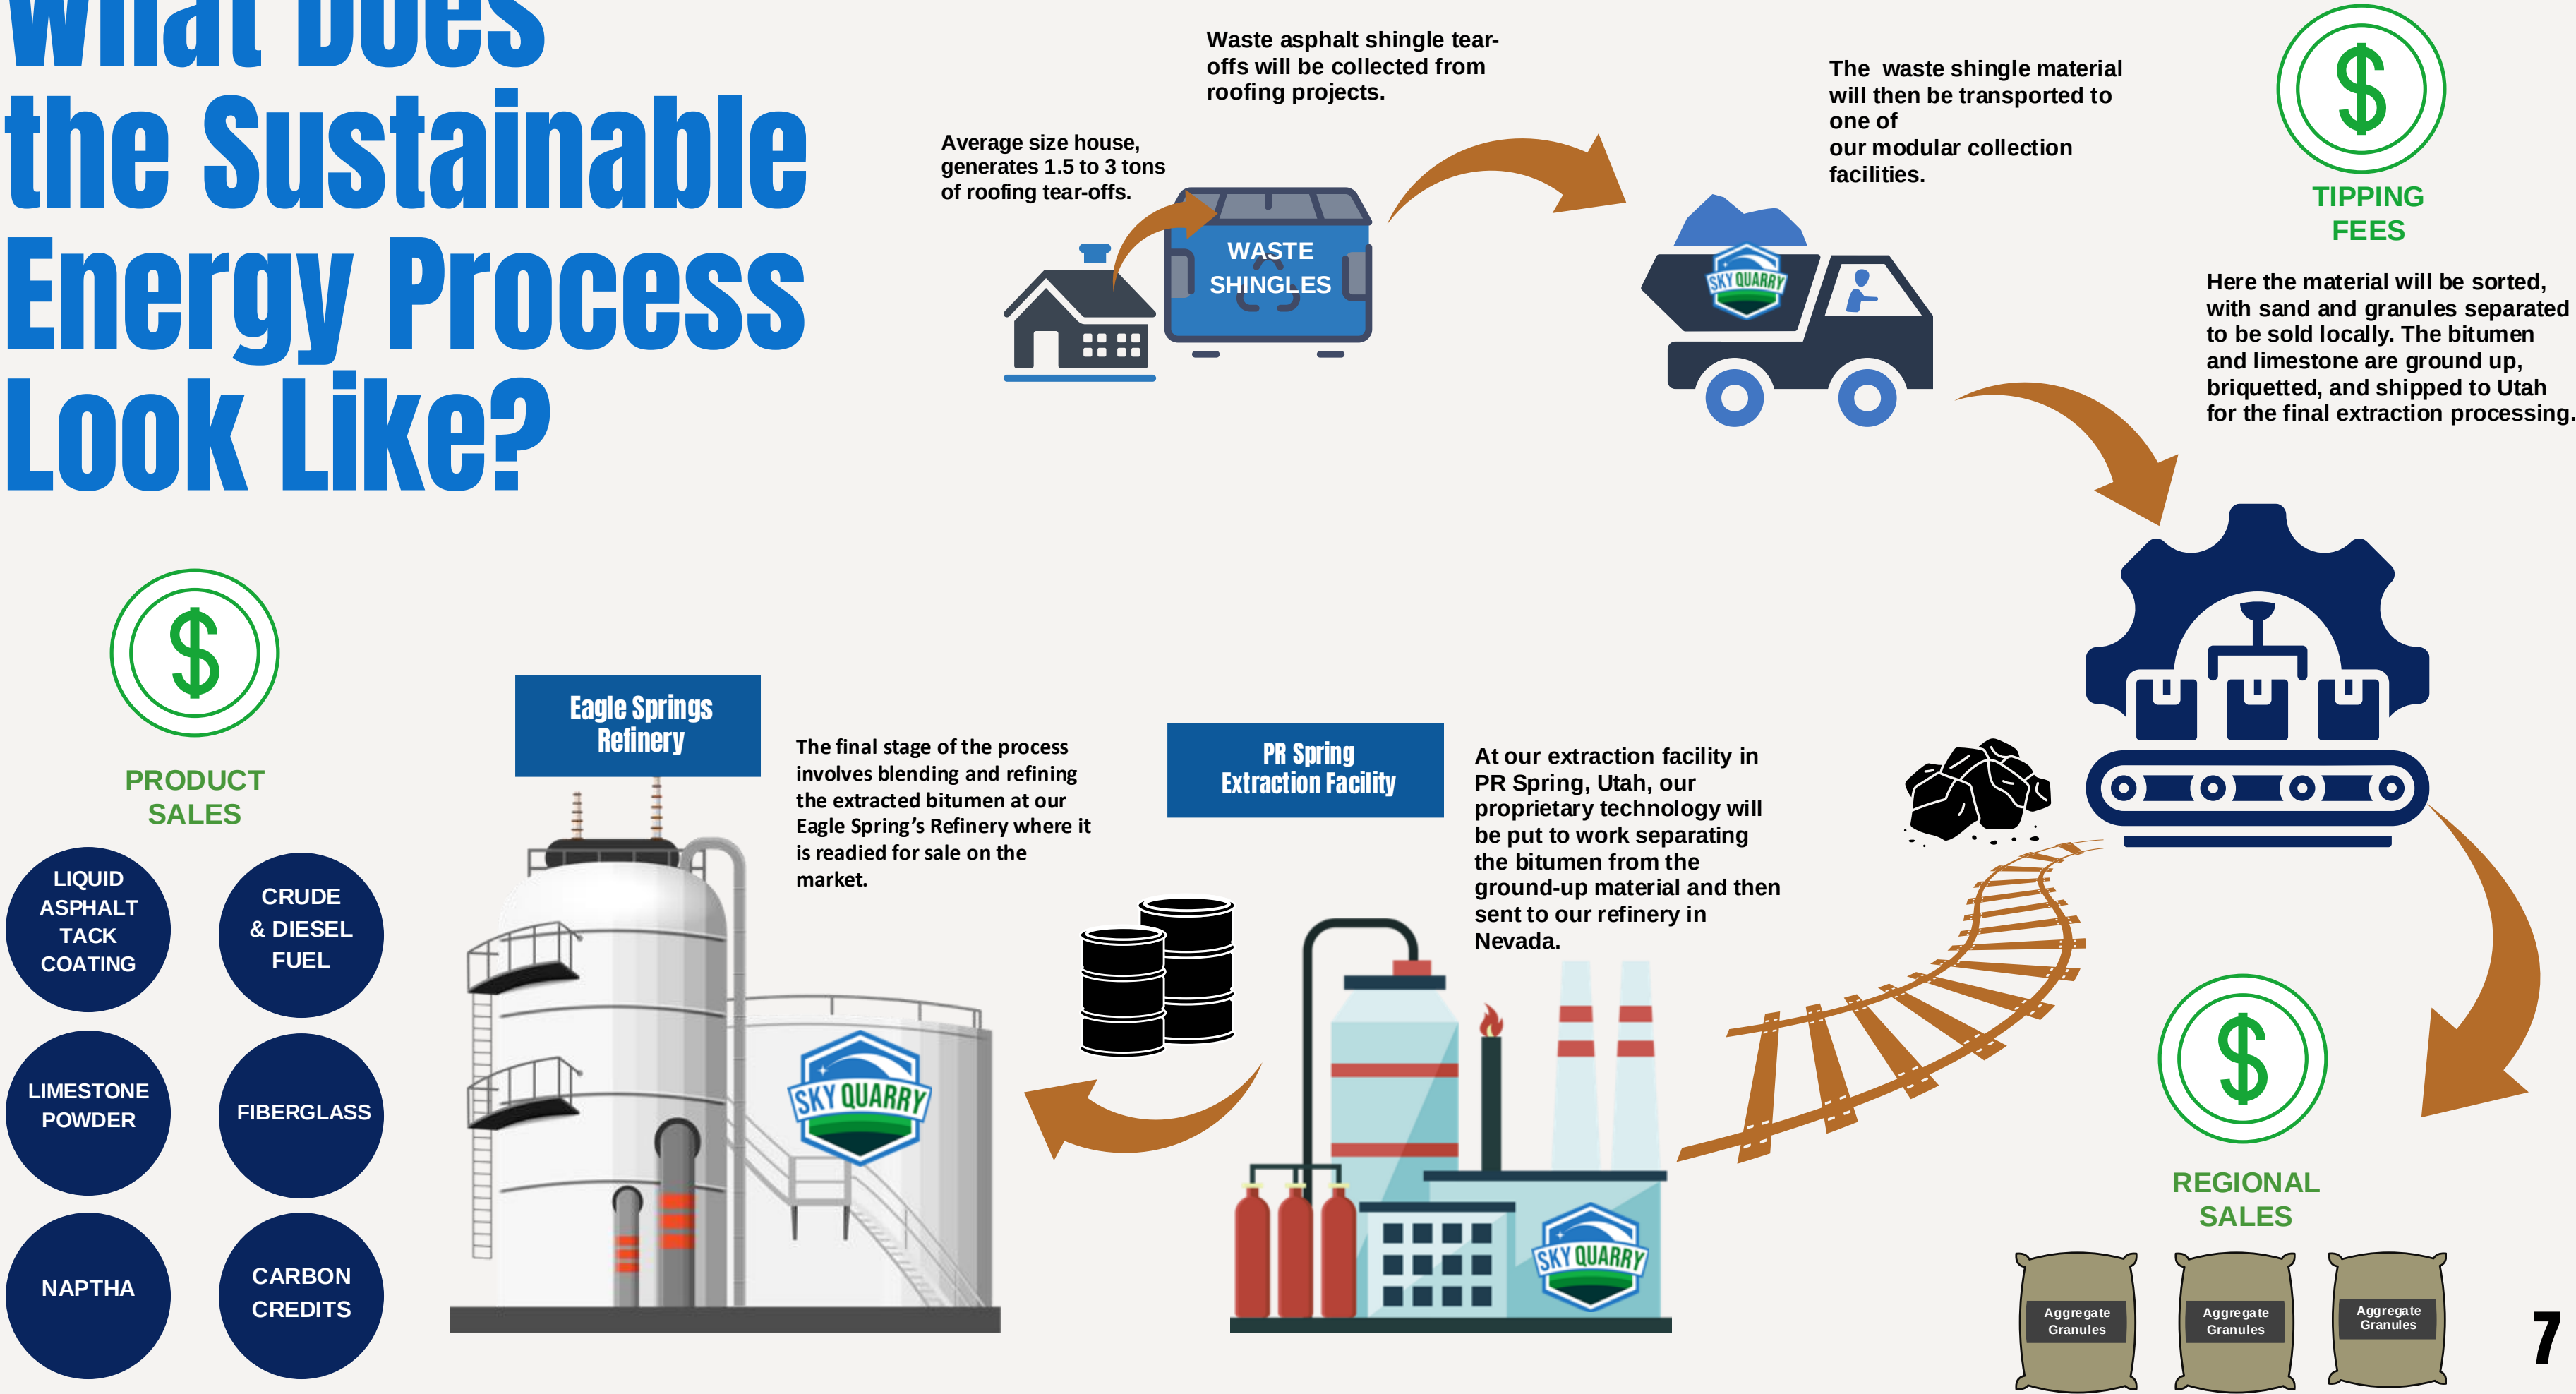 What Does
the Sustainable
Energy Process
Look Like?
Average size house,
generates 1.5 to 3 tons
of roofing tear-offs.
Waste asphalt shingle tear-
offs will be collected from
roofing projects.
WASTE
SHINGLES
The  waste shingle material
will then be transported to
one of
our modular collection
facilities.
SKY QUARRY
TIPPING
FEES
Here the material will be sorted,
with sand and granules separated
to be sold locally. The bitumen
and limestone are ground up,
briquetted, and shipped to Utah
for the final extraction processing.
REGIONAL
SALES
Aggregate
Granules
Aggregate
Granules
Aggregate
Granules
PR Spring
Extraction Facility
At our extraction facility in
PR Spring, Utah, our
proprietary technology will
be put to work separating
the bitumen from the
ground-up material and then
sent to our refinery in
Nevada.
SKY QUARRY
Eagle Springs
Refinery
The final stage of the process
involves blending and refining
the extracted bitumen at our
Eagle Spring’s Refinery where it
is readied for sale on the
market.
SKY QUARRY
PRODUCT
SALES
LIQUID
ASPHALT
TACK
COATING
CRUDE
& DIESEL
FUEL
LIMESTONE
POWDER
FIBERGLASS
NAPTHA
CARBON
CREDITS
7